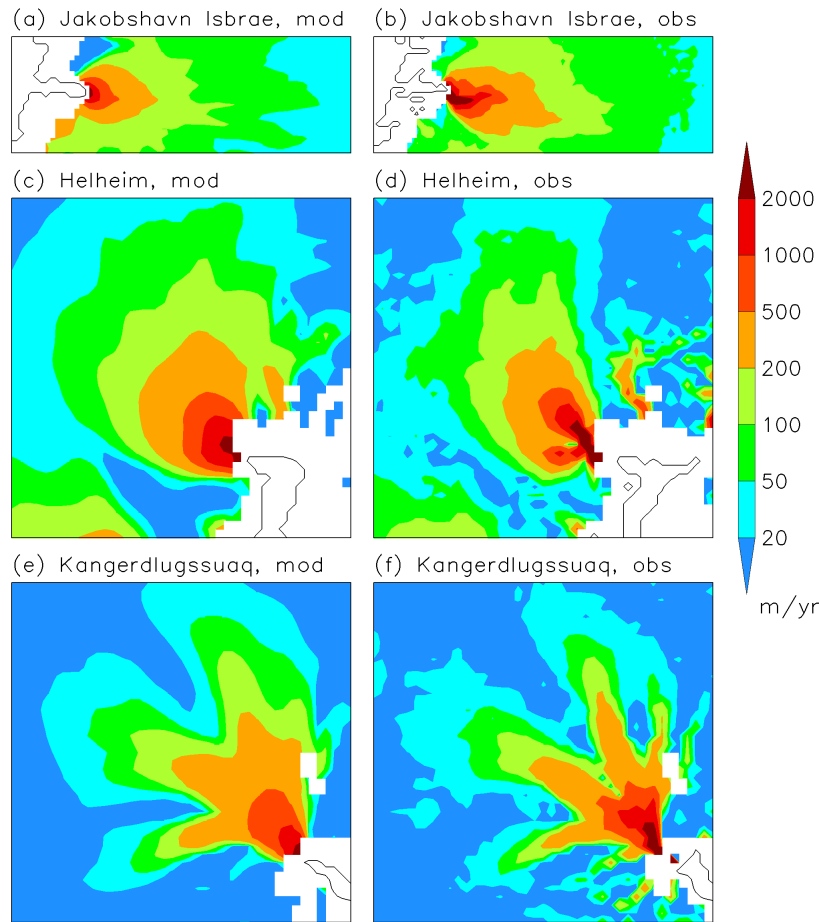 (a) Jakobshavn Isbrae, mod
(b) Jakobshavn Isbrae, obs
(c) Helheim, mod
(d) Helheim, obs
2000
1000
500
200
100
50
20
m/yr
(e) Kangerdlugssuaq, mod
(f) Kangerdlugssuaq, obs